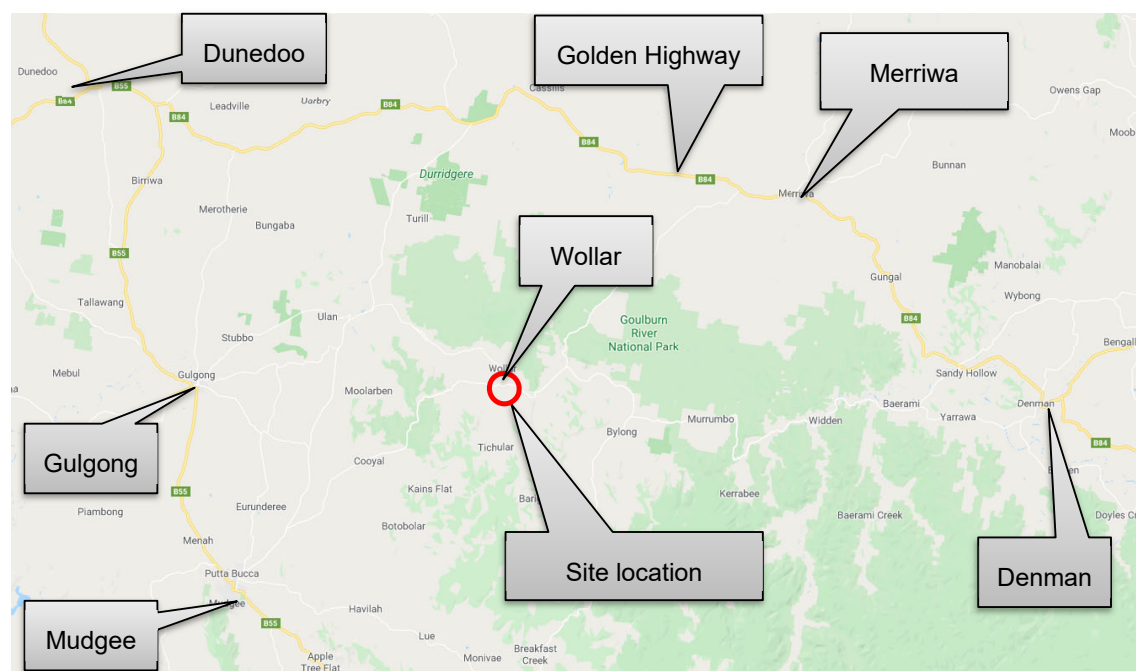 Dunedoo
Golden Highway
Merriwa
Dunedoo
B55
B84
Leadville
Uarbry
B84
Cassilis
Owens Gap
Moob
B84
Bunnan
B84
Birriwa
Durridgere
Merriwa
Merotherie
Bungaba
Turill
B55
Wollar
Manobalai
Gungal
Tallawang
Ulan
Goulburn
River
National Park
Wybong
B84
Stubbo
Bengall
Mebul
Gulgong
Moolarben
Sandy Hollow
Baerami
Denman
Widden
Yarrawa
Murrumbo
Bylong
B84
Gulgong
Tichular
Cooyal
B55
Kains Flat
Kerrabee
Piambong
Eurunderee
Botobolar
Baerami Creek
Doyles Cr
Menah
Site location
Denman
Putta Bucca
Mudgee
Havilah
Mudgee
B55
Lue
Apple
Tree Flat
Monivae
Breakfast
Creek